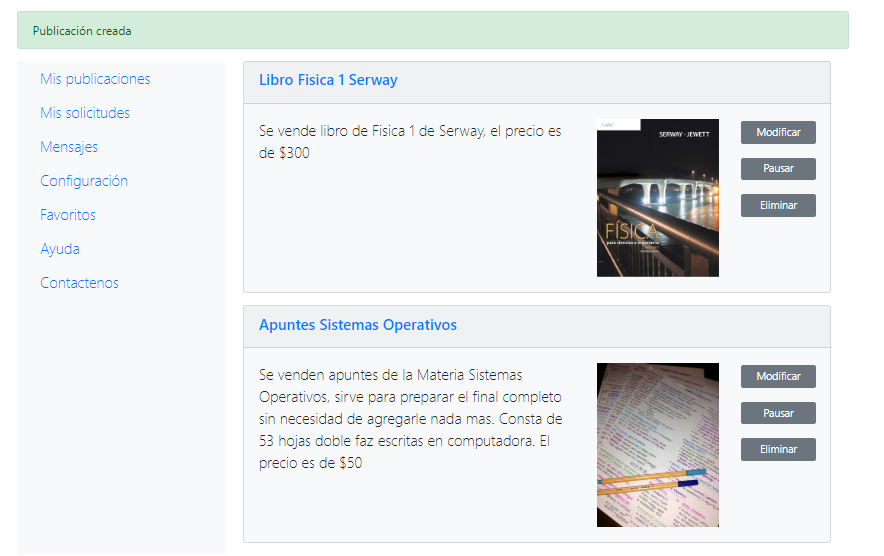 Publicación creada
Mis publicaciones
Mis solicitudes
Mensajes
Configuración
Favoritos
Ayuda
Contactenos
Libro Fisica 1 Serway
Se vende libro de Fisica 1 de Serway, el precio es
de $300
SERWAY · JEWETT
FÍSICA
para ciencias e ingeniería
Modificar
Pausar
Eliminar
Apuntes Sistemas Operativos
Se venden apuntes de la Materia Sistemas
Operativos, sirve para preparar el final completo
sin necesidad de agregarle nada mas. Consta de
53 hojas doble faz escritas en computadora. El
precio es de $50
Modificar
Pausar
Eliminar